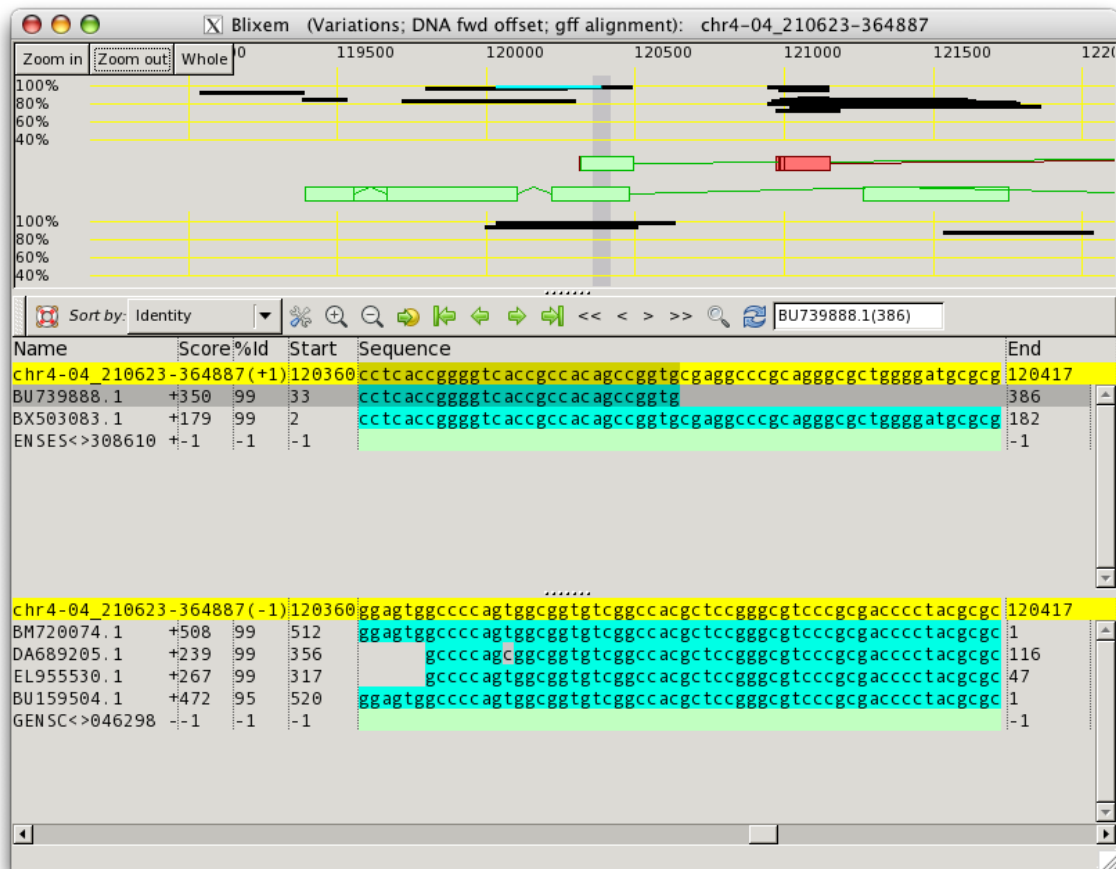 Blixem (Variations; DNA fwd offset; gff alignment): chr4-04_210623-364887
Zoom in Zoom out Whole 00 119500 120000 120500 121000 121500 1220
100%
80%
60%
40%
100%
80%
60%
40%
Sort by: Identity << < > >> BU739888.1(386)
Name Score %Id Start Sequence End
chr4-04_210623-364887(+1) 120360 cctcaccggggtcaccgccacagccggtgcgaggcccgcagggcgctggggatgcgcg 120417
BU739888.1 +350 99 33 cctcaccggggtcaccgccacagccggtg 386
BX503083.1 +179 99 2 cctcaccggggtcaccgccacagccggtgcgaggcccgcagggcgctggggatgcgcg 182
ENSES<>308610 +-1 -1 -1 -1
chr4-04_210623-364887(-1) 120360 ggagtggccccagtggcggtgtcggccacgctccgggcgtcccgcgacccctacgcgc 120417
BM720074.1 +508 99 512 ggagtggccccagtggcggtgtcggccacgctccgggcgtcccgcgacccctacgcgc 1
DA689205.1 +239 99 356 gccccagcggcggtgtcggccacgctccgggcgtcccgcgacccctacgcgc 116
EL955530.1 +267 99 317 gccccagtggcggtgtcggccacgctccgggcgtcccgcgacccctacgcgc 47
BU159504.1 +472 95 520 ggagtggccccagtggcggtgtcggccacgctccgggcgtcccgcgacccctacgcgc 1
GENSC<>046298 --1 -1 -1 -1